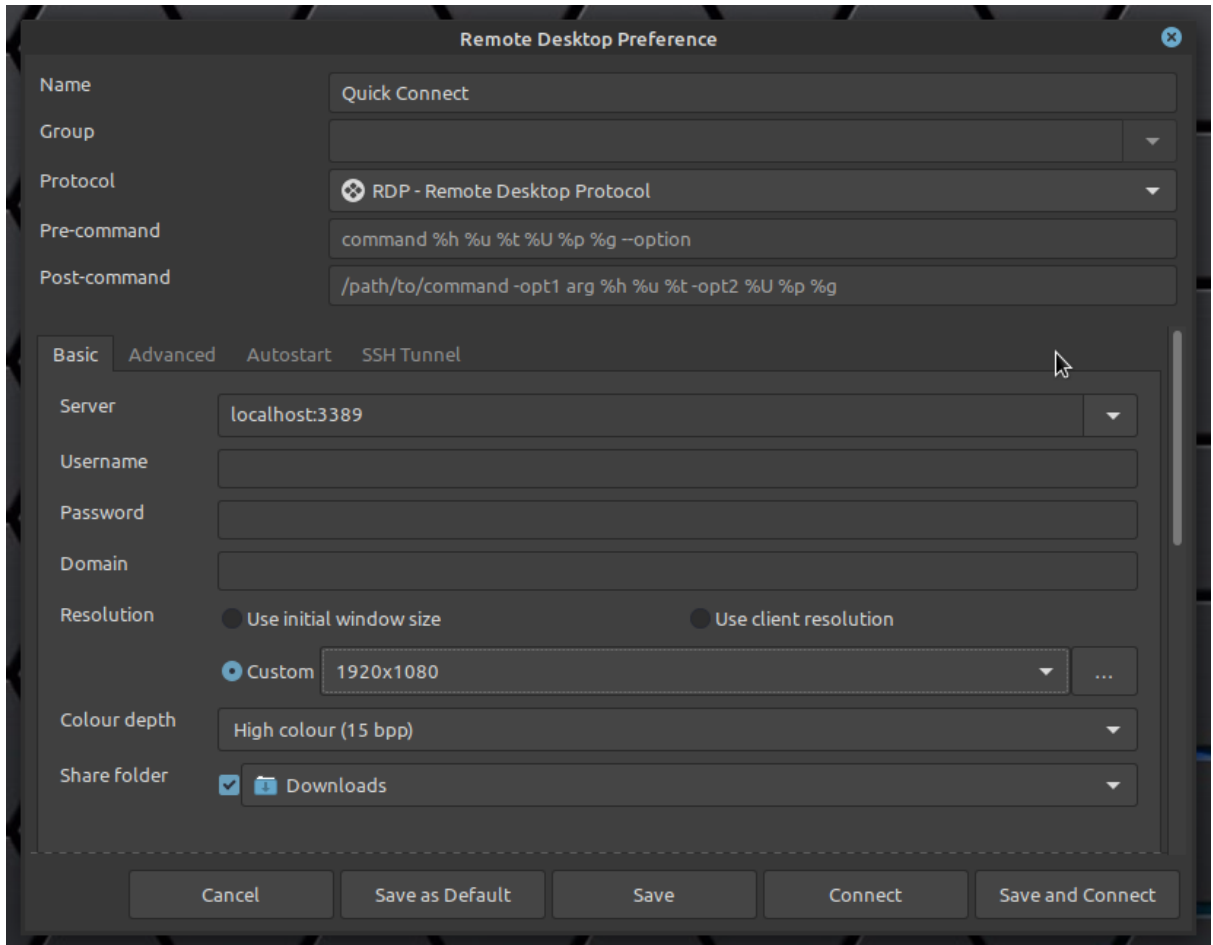 Remote Desktop Preference
Name
Quick Connect
Group
Protocol
RDP - Remote Desktop Protocol
Pre-command
command %h %u %t %U %p %g --option
Post-command
/path/to/command -opt1 arg %h %u %t -opt2 %U %p %g
Basic Advanced Autostart SSH Tunnel
Server
localhost:3389
Username
Password
Domain
Resolution
Use initial window size Use client resolution
Custom 1920x1080 ...
Colour depth
High colour (15 bpp)
Share folder
Downloads
Cancel Save as Default Save Connect Save and Connect